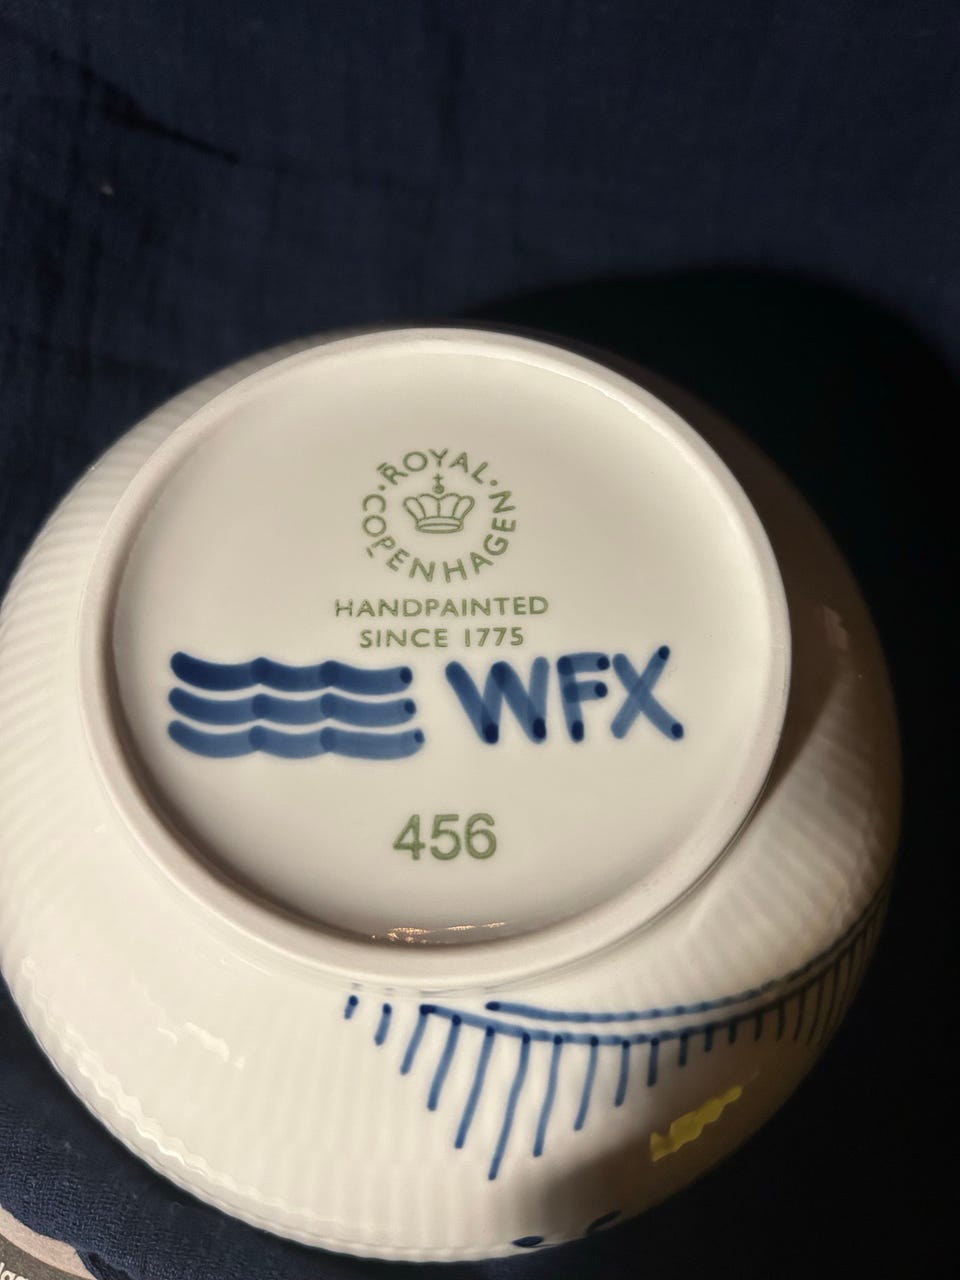 ROYAL·COPENHAGEN·
HANDPAINTED
SINCE 1775
WFX
456